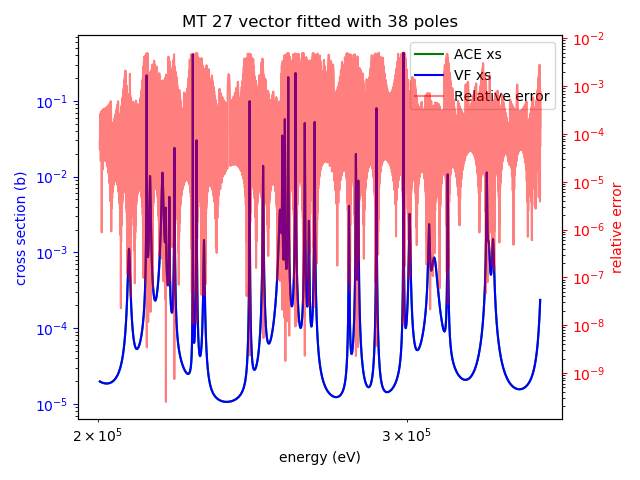 MT 27 vector fitted with 38 poles
ACE xs
VF xs
Relative error
cross section (b)
10⁻¹
10⁻²
10⁻³
10⁻⁴
10⁻⁵
10⁻²
10⁻³
10⁻⁴
10⁻⁵
10⁻⁶
10⁻⁷
10⁻⁸
10⁻⁹
relative error
2 × 10⁵
3 × 10⁵
energy (eV)